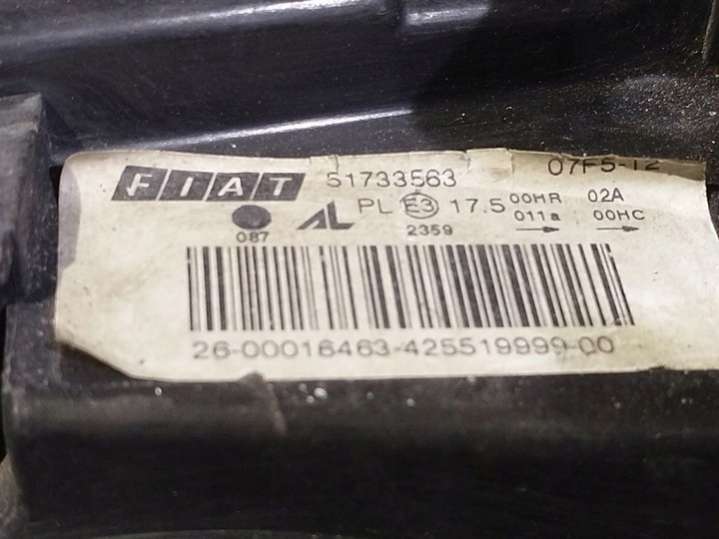 FIAT 51733563 07F5-12
087 AL PL E3 17.5 00HR 02A
2359 011a 00HC
26-00016463-425519999-00